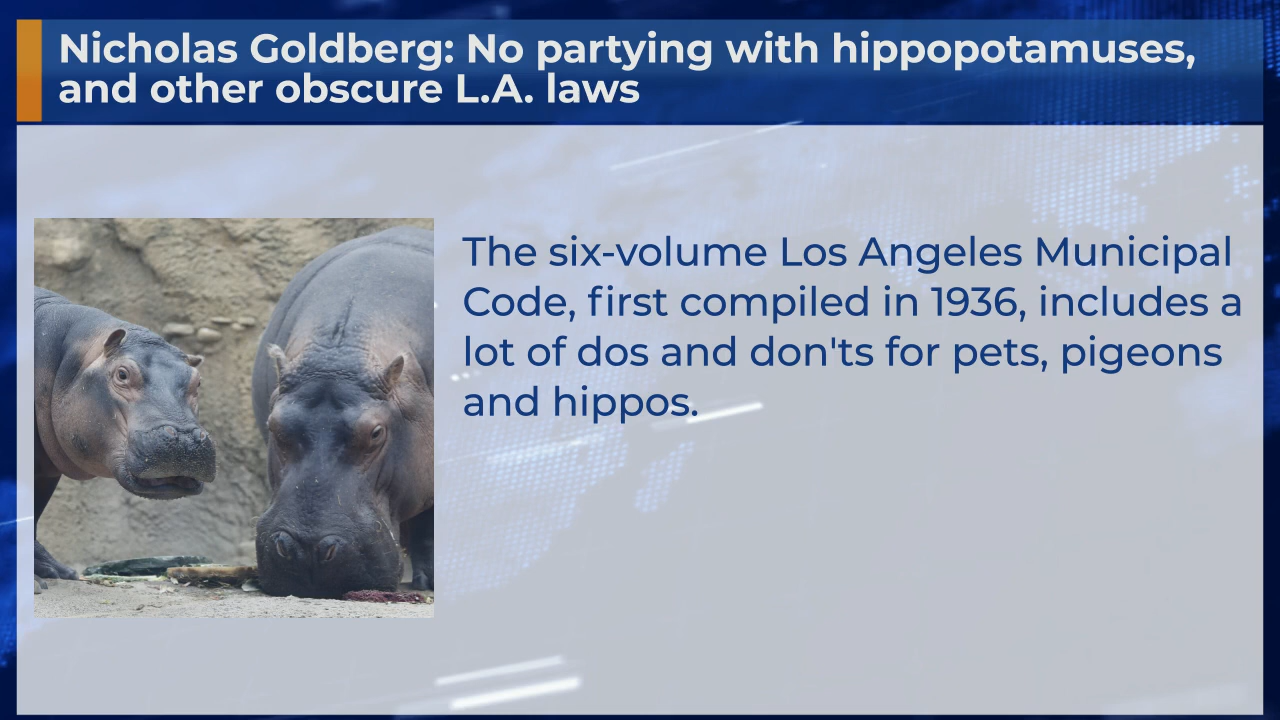 Nicholas Goldberg: No partying with hippopotamuses,
and other obscure L.A. laws
The six-volume Los Angeles Municipal
Code, first compiled in 1936, includes a
lot of dos and don'ts for pets, pigeons
and hippos.